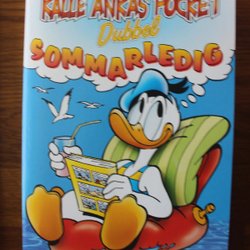 KALLE ANKAS POCKET
Dubbel
SOMMARLEDIG